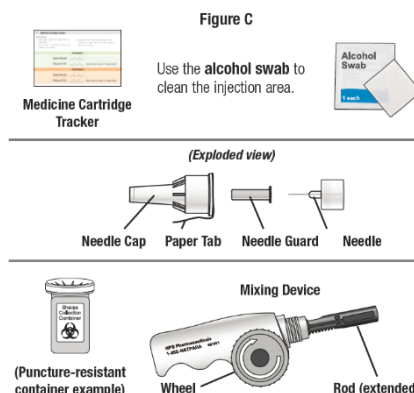 Figure C
Use the alcohol swab to
clean the injection area.
Alcohol
Swab
1 each
Medicine Cartridge
Tracker
(Exploded view)
Needle Cap
Paper Tab
Needle Guard
Needle
Sharps
Collection
Container
(Puncture-resistant
container example)
Mixing Device
NPS Pharmaceuticals
Wheel
Rod (extended